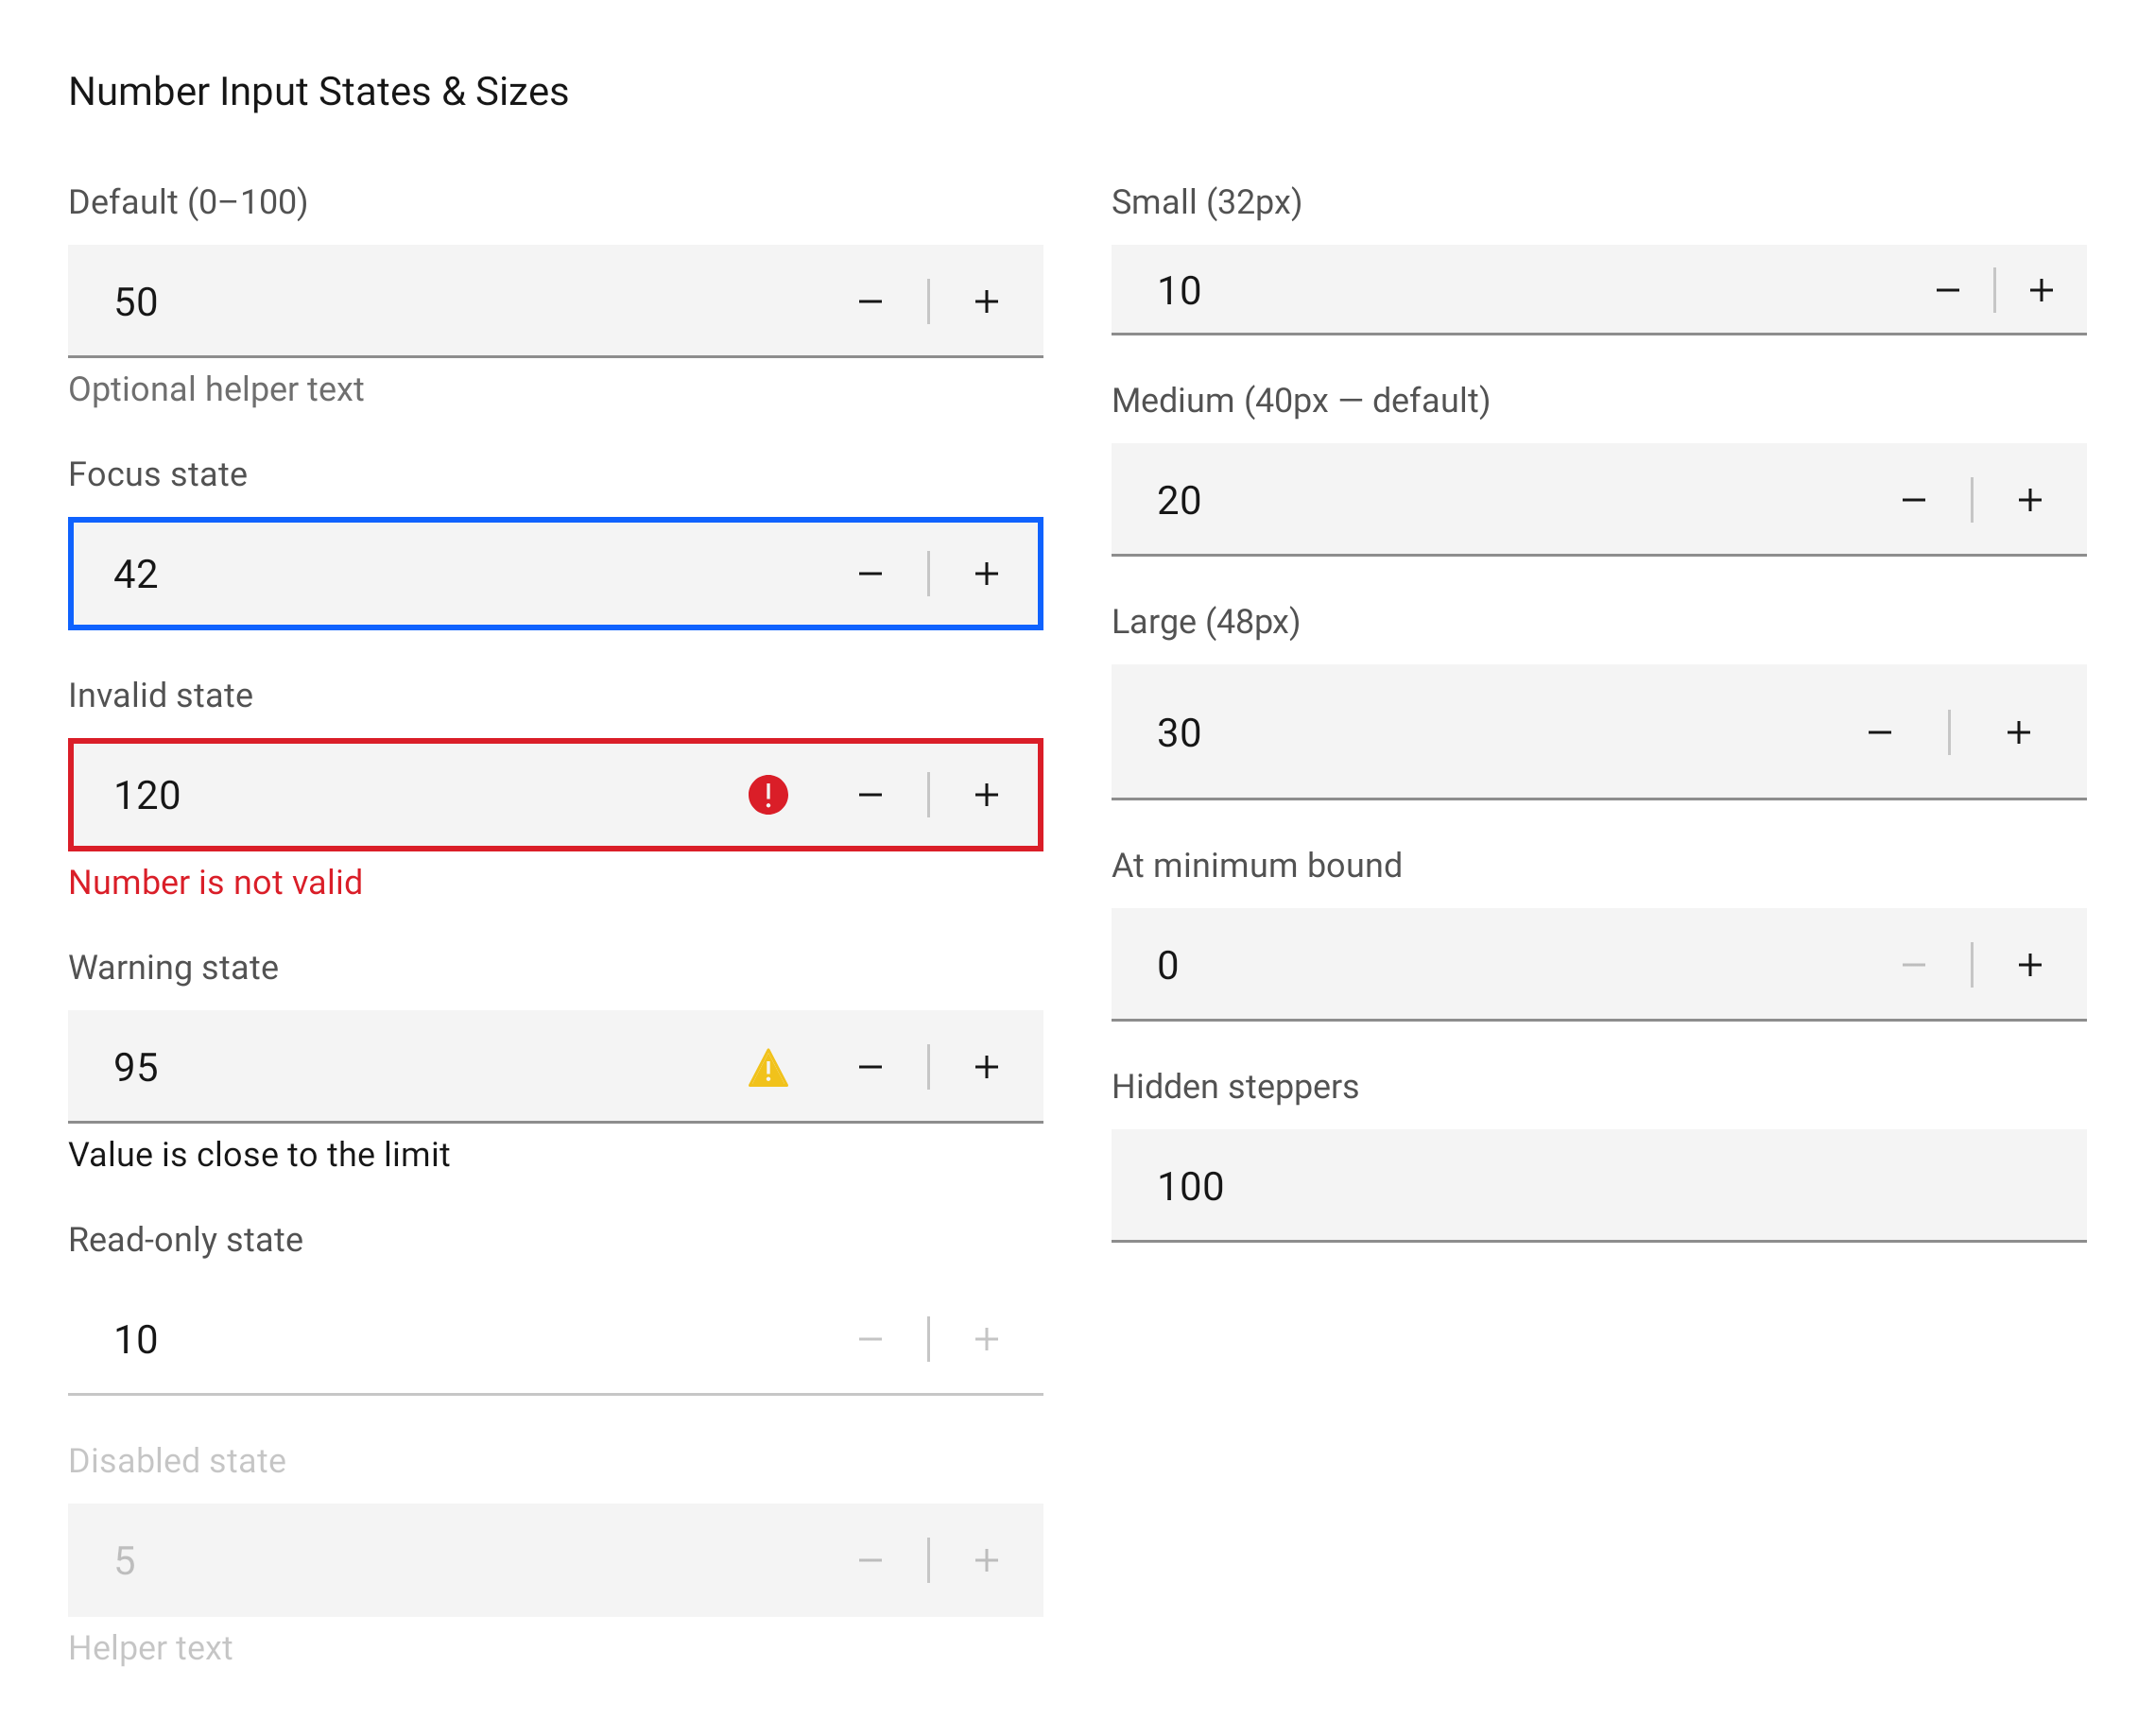 Number Input States & Sizes
Default (0–100)
50
Optional helper text
Focus state
42
Invalid state
120
Number is not valid
Warning state
95
Value is close to the limit
Read-only state
10
Disabled state
5
Helper text
Small (32px)
10
Medium (40px — default)
20
Large (48px)
30
At minimum bound
0
Hidden steppers
100